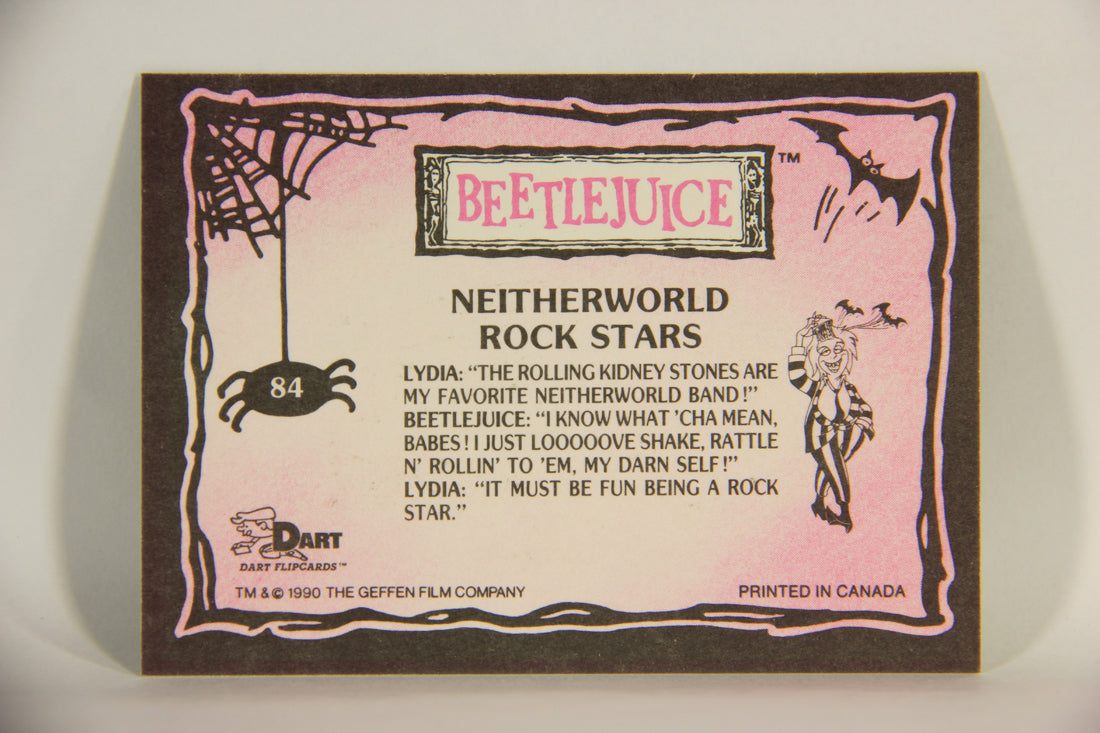 BEETLEJUICE ™
NEITHERWORLD
ROCK STARS
84
LYDIA: “THE ROLLING KIDNEY STONES ARE
MY FAVORITE NEITHERWORLD BAND!”
BEETLEJUICE: “I KNOW WHAT ’CHA MEAN,
BABES! I JUST LOOOOOVE SHAKE, RATTLE
N’ ROLLIN’ TO ’EM, MY DARN SELF!”
LYDIA: “IT MUST BE FUN BEING A ROCK
STAR.”
DART
DART FLIPCARDS™
TM & © 1990 THE GEFFEN FILM COMPANY
PRINTED IN CANADA